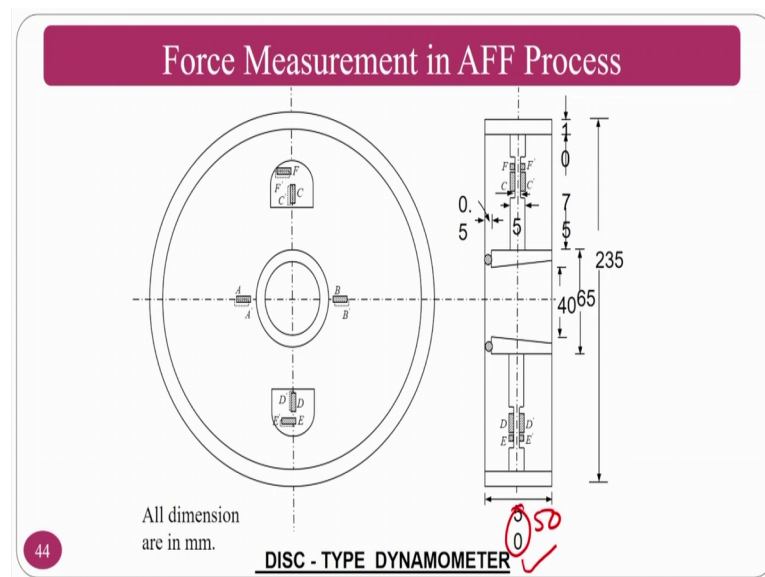 Force Measurement in AFF Process
F
F'
C
C'
A
A'
B
B'
D'
D
E'
E
1
0
F
F'
C
C'
0.
5
5
7
5
235
40
65
D
D'
E
E'
5
0
50
All dimension
are in mm.
44
DISC - TYPE DYNAMOMETER